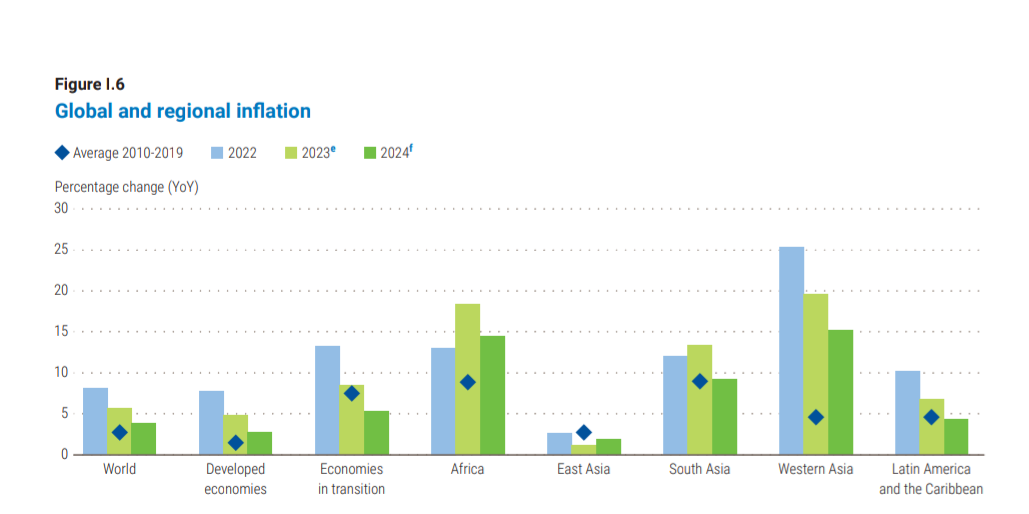 Figure I.6
Global and regional inflation
Average 2010-2019 2022 2023e 2024f
Percentage change (YoY)
30
25
20
15
10
5
0
World Developed economies Economies in transition Africa East Asia South Asia Western Asia Latin America and the Caribbean